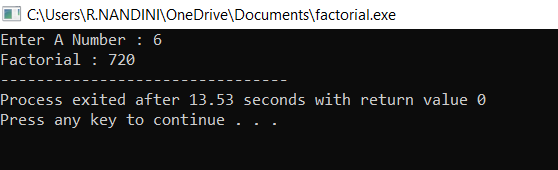 C:\Users\R.NANDINI\OneDrive\Documents\factorial.exe
Enter A Number : 6
Factorial : 720
--------------------------------
Process exited after 13.53 seconds with return value 0
Press any key to continue . . .